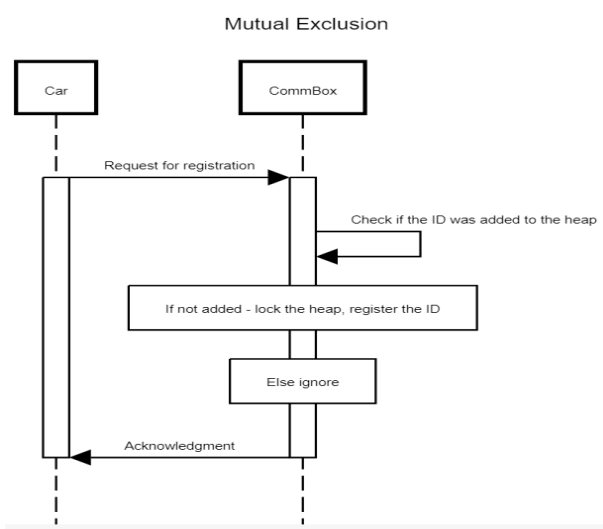 Mutual Exclusion
Car
CommBox
Request for registration
Check if the ID was added to the heap
If not added - lock the heap, register the ID
Else ignore
Acknowledgment